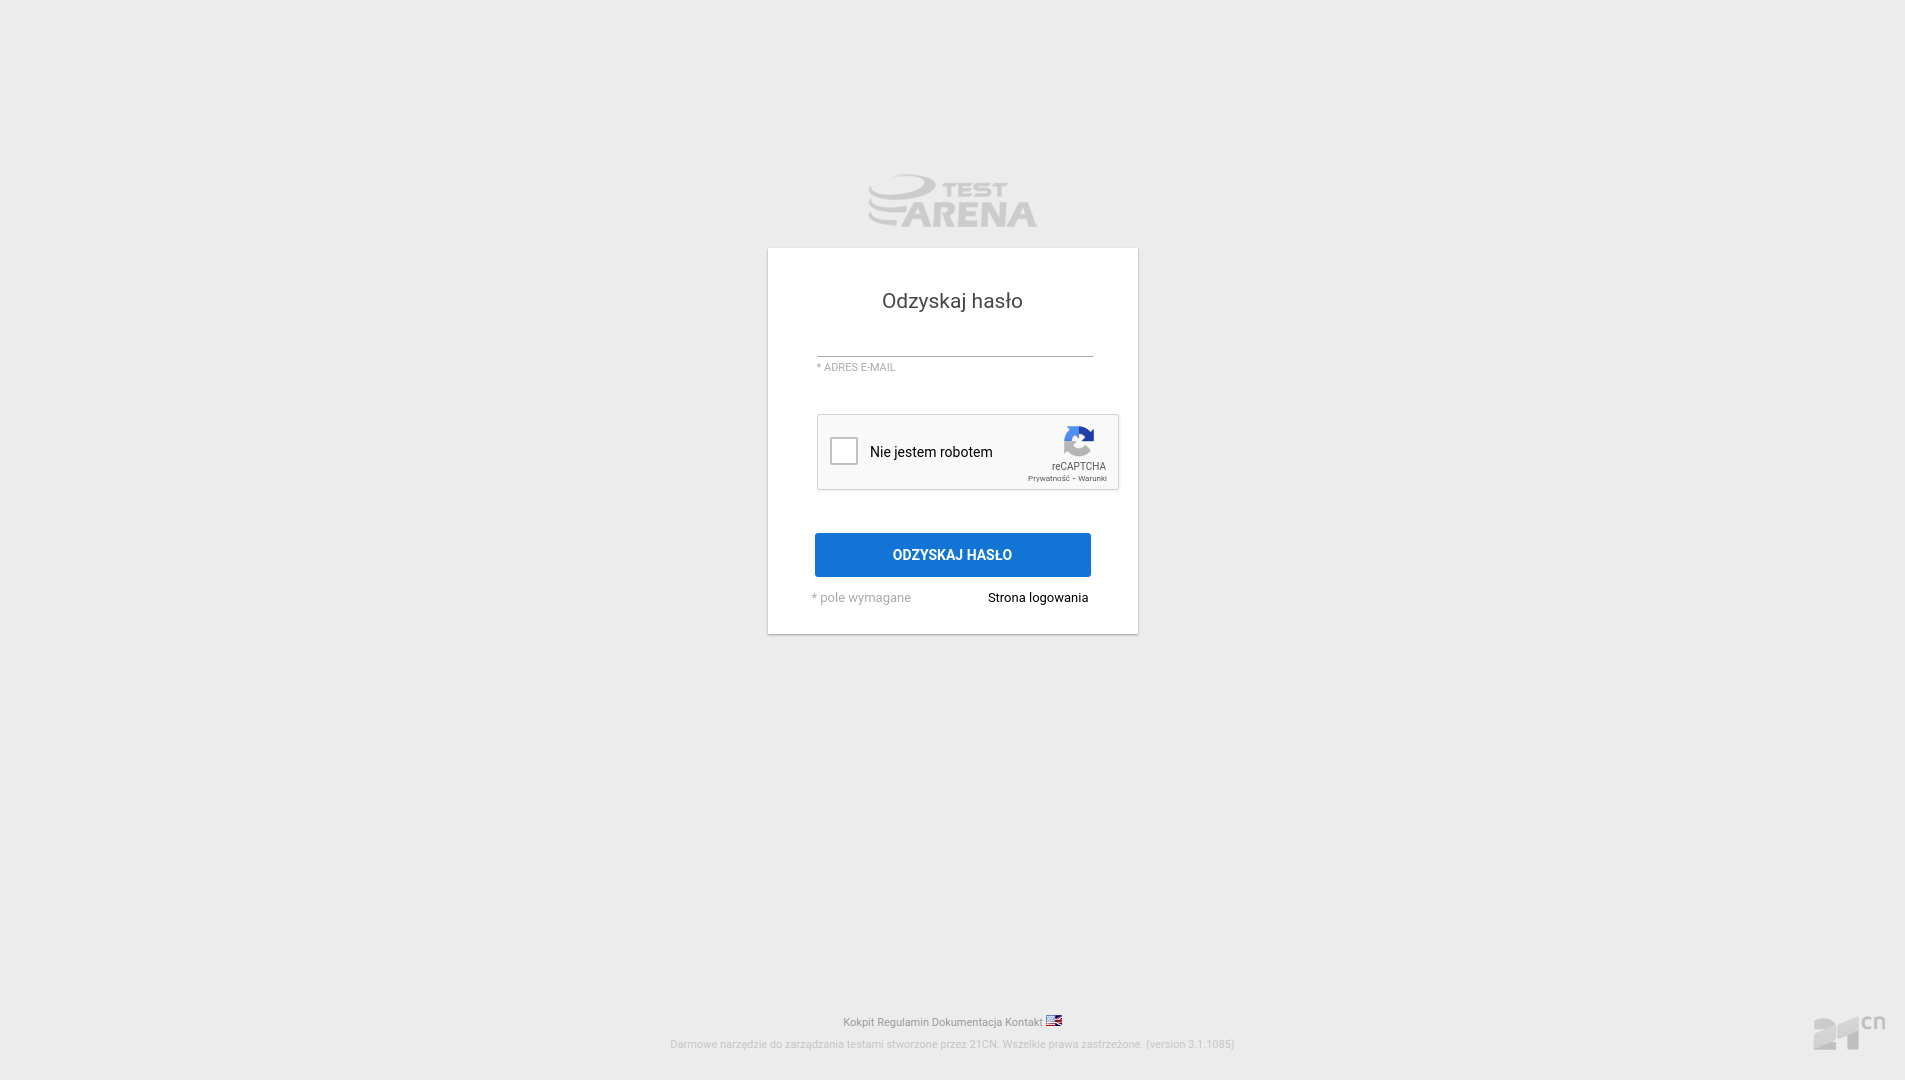 TEST
ARENA
Odzyskaj hasło
* ADRES E-MAIL
Nie jestem robotem
reCAPTCHA
Prywatność - Warunki
ODZYSKAJ HASŁO
* pole wymagane Strona logowania
Kokpit Regulamin Dokumentacja Kontakt
Darmowe narzędzie do zarządzania testami stworzone przez 21CN. Wszelkie prawa zastrzeżone. (version 3.1.1085)
21cn